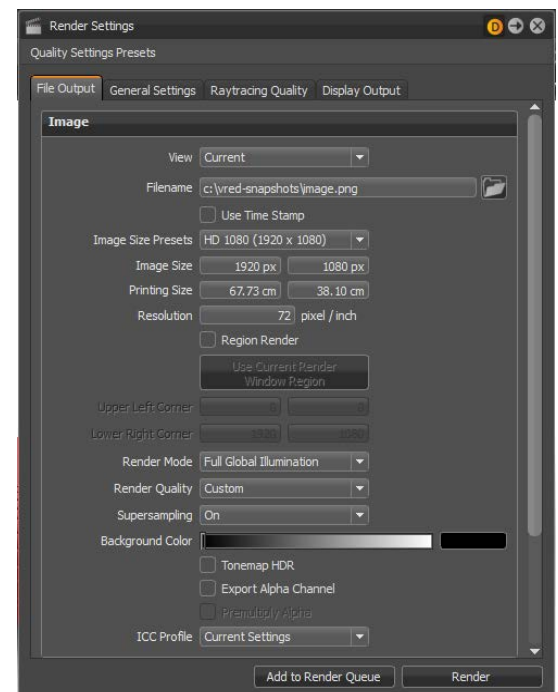 Render Settings
D
Quality Settings Presets
File Output General Settings Raytracing Quality Display Output
Image
View Current
Filename c:\vred-snapshots\image.png
Use Time Stamp
Image Size Presets HD 1080 (1920 x 1080)
Image Size 1920 px 1080 px
Printing Size 67.73 cm 38.10 cm
Resolution 72 pixel / inch
Region Render
Use Current Render
Window Region
Upper Left Corner 0 0
Lower Right Corner 1920 1080
Render Mode Full Global Illumination
Render Quality Custom
Supersampling On
Background Color
Tonemap HDR
Export Alpha Channel
Premultiply Alpha
ICC Profile Current Settings
Add to Render Queue Render